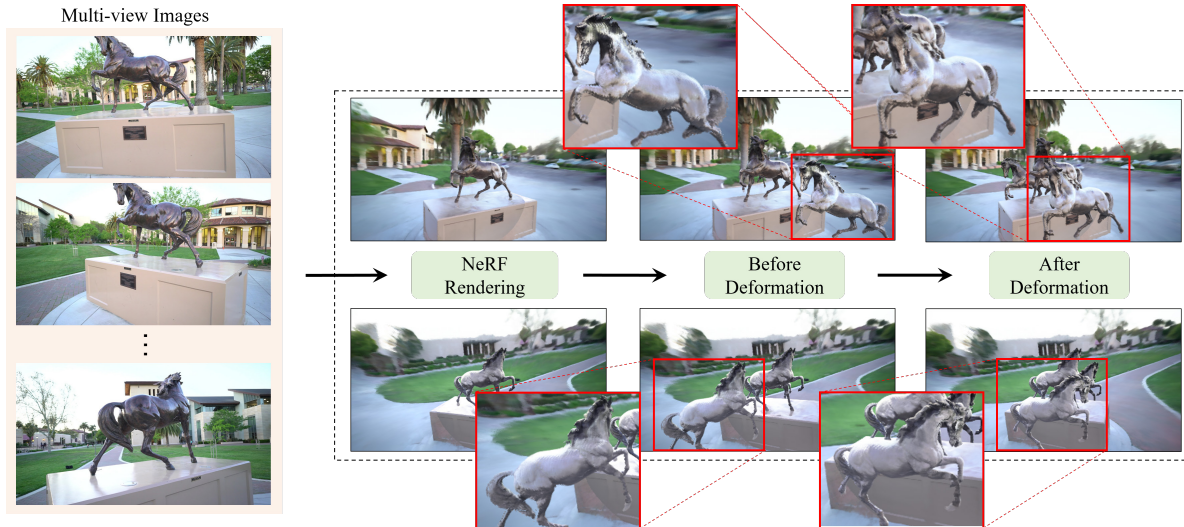 Multi-view Images
NeRF
Rendering
Before
Deformation
After
Deformation